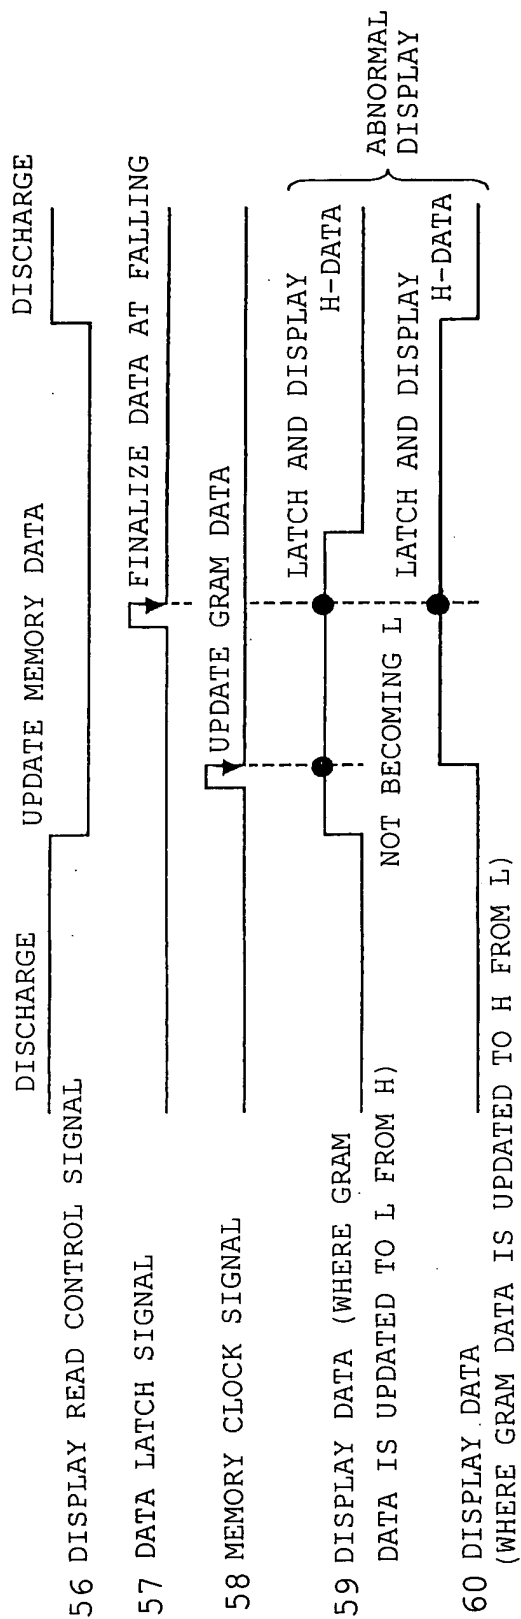 DISCHARGE
UPDATE MEMORY DATA
DISCHARGE
56 DISPLAY READ CONTROL SIGNAL
FINALIZE DATA AT FALLING
57 DATA LATCH SIGNAL
UPDATE GRAM DATA
58 MEMORY CLOCK SIGNAL
LATCH AND DISPLAY
H-DATA
59 DISPLAY DATA (WHERE GRAM
DATA IS UPDATED TO L FROM H)
NOT BECOMING L
LATCH AND DISPLAY
H-DATA
60 DISPLAY DATA
(WHERE GRAM DATA IS UPDATED TO H FROM L)
ABNORMAL
DISPLAY